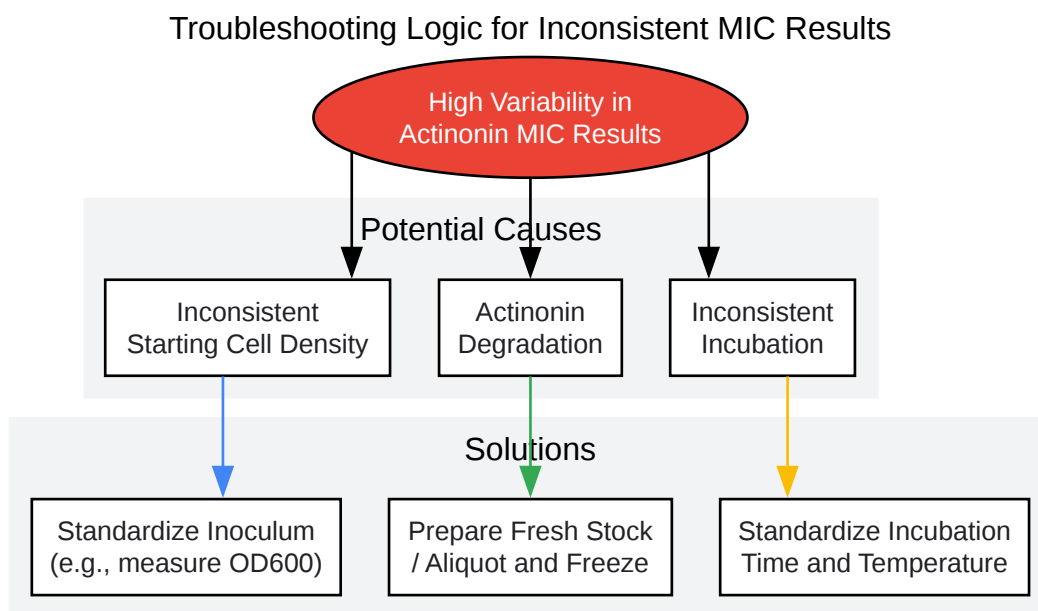 Troubleshooting Logic for Inconsistent MIC Results
High Variability in
Actinonin MIC Results
Potential Causes
Inconsistent
Starting Cell Density
Actinonin
Degradation
Inconsistent
Incubation
Solutions
Standardize Inoculum
(e.g., measure OD600)
Prepare Fresh Stock
/ Aliquot and Freeze
Standardize Incubation
Time and Temperature